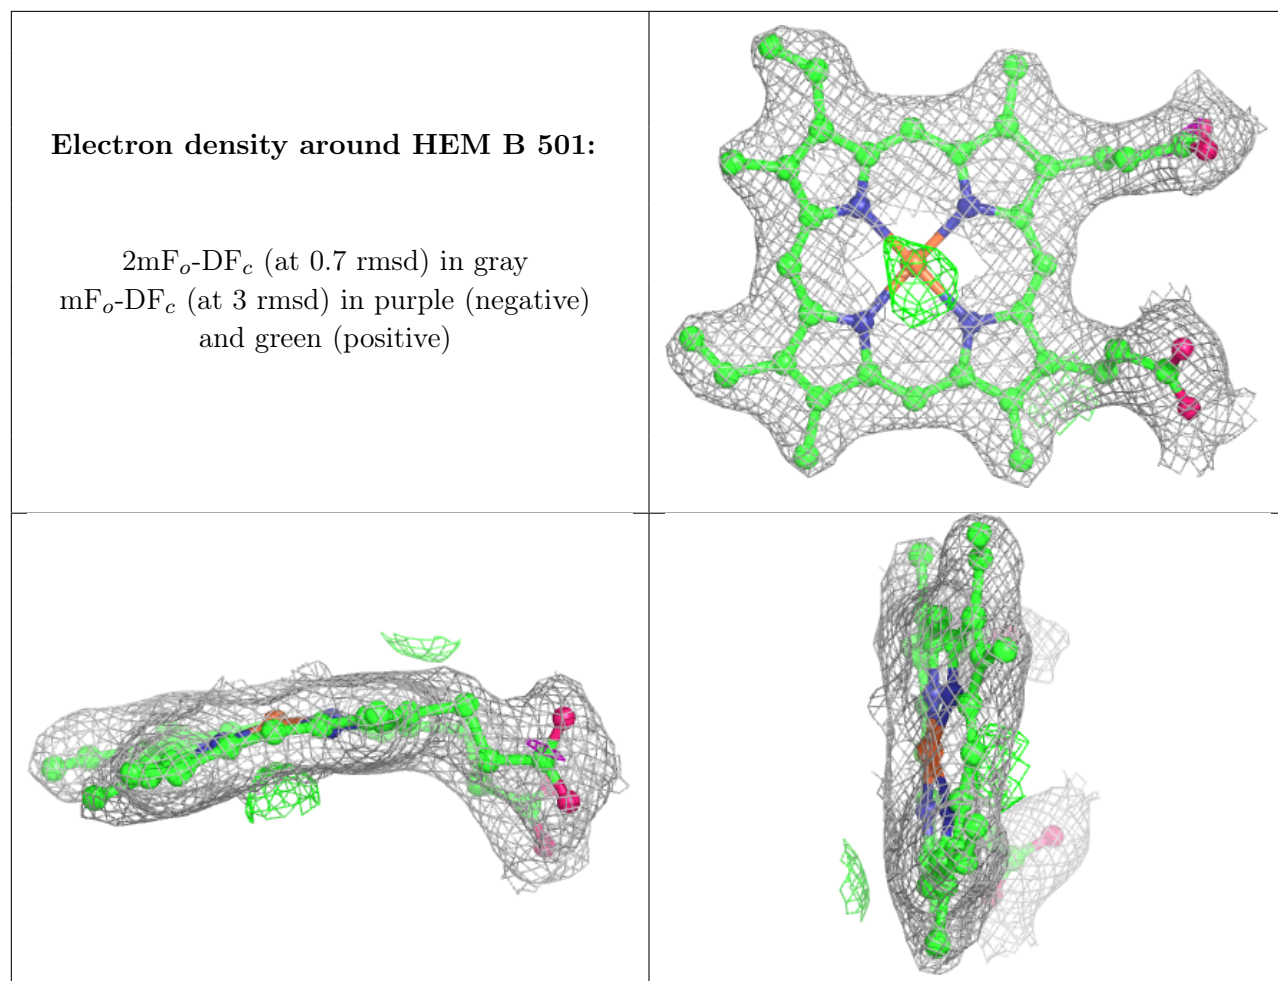 Electron density around HEM B 501:
2mFo-DFc (at 0.7 rmsd) in gray
mFo-DFc (at 3 rmsd) in purple (negative)
and green (positive)